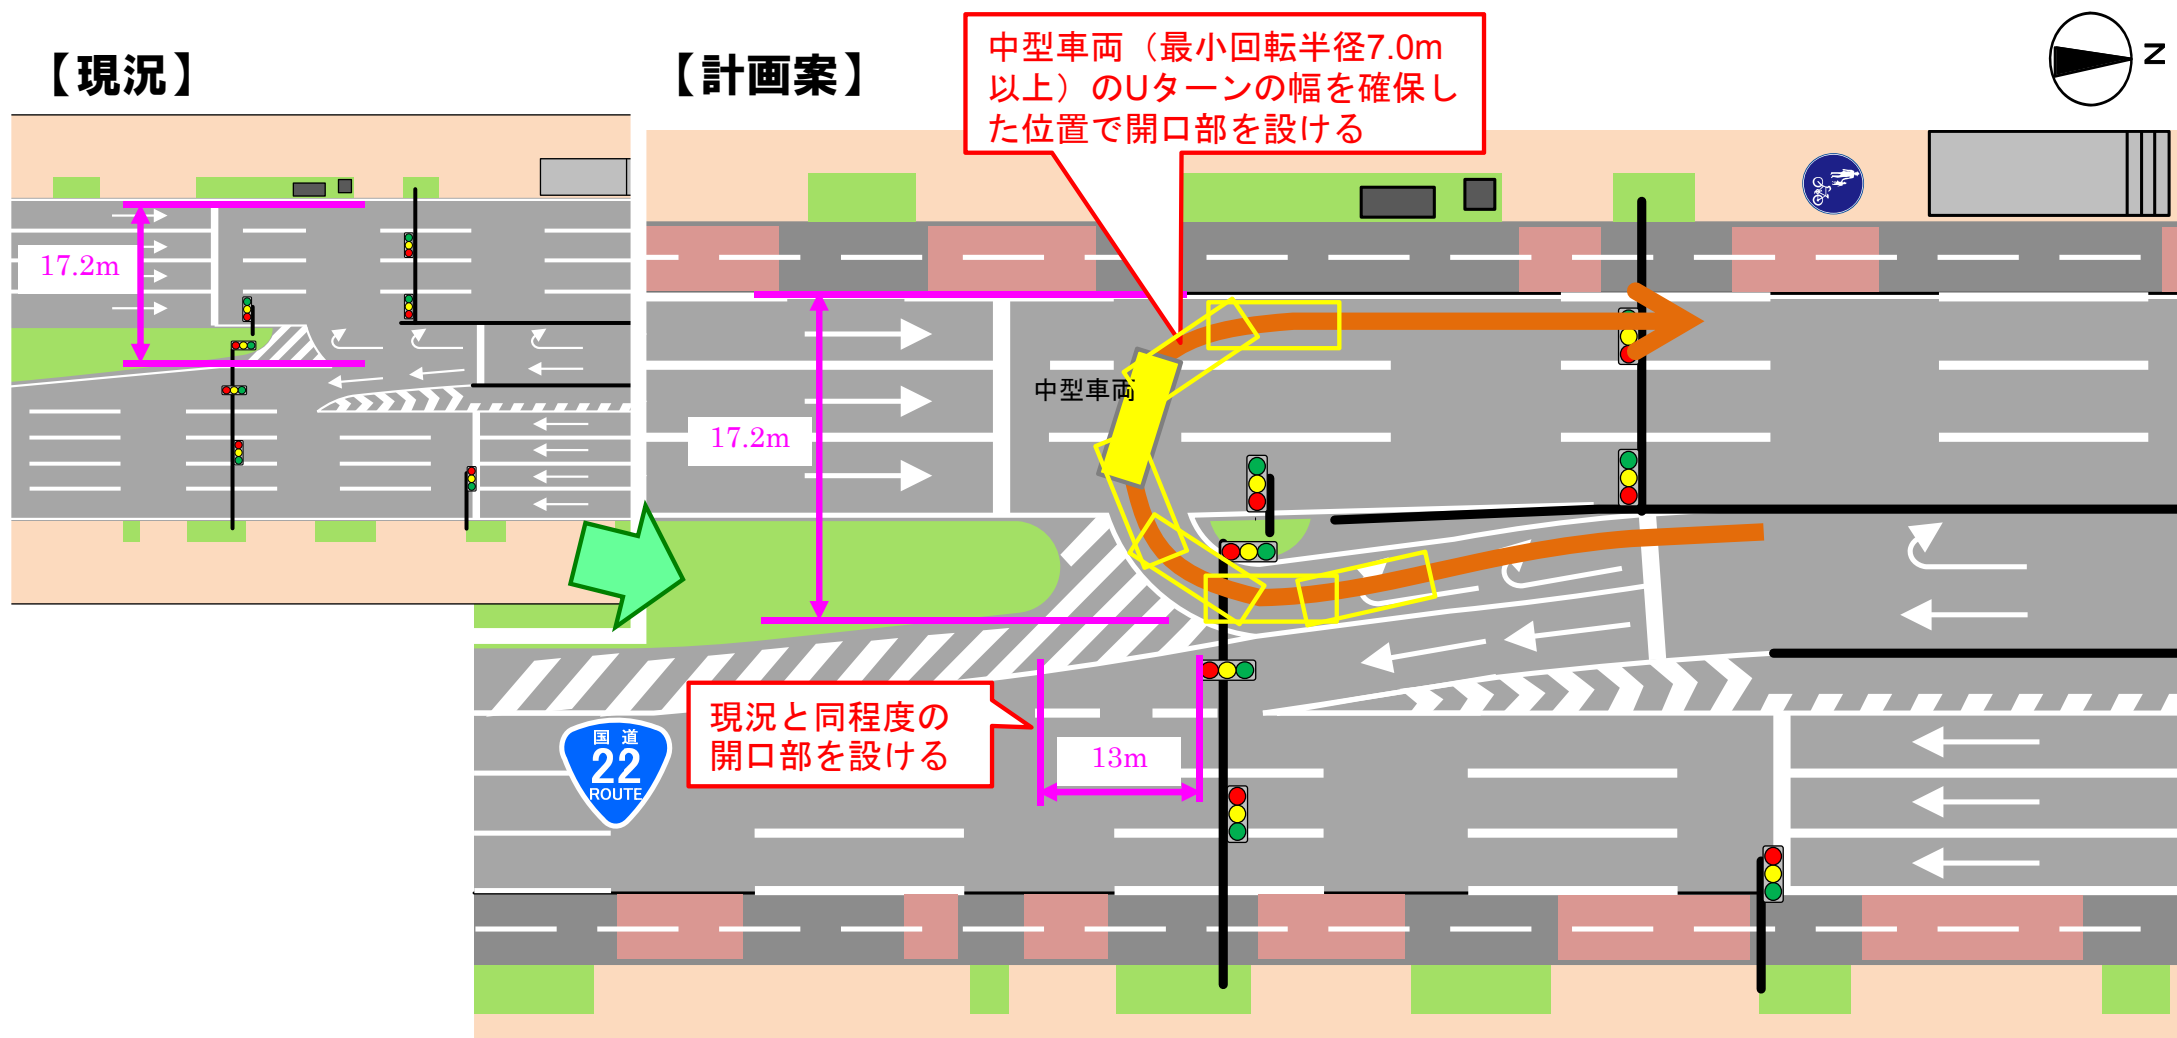 【現況】
【計画案】
中型車両（最小回転半径7.0m
以上）のUターンの幅を確保し
た位置で開口部を設ける
N
17.2m
中型車両
17.2m
現況と同程度の
開口部を設ける
13m
国道
22
ROUTE